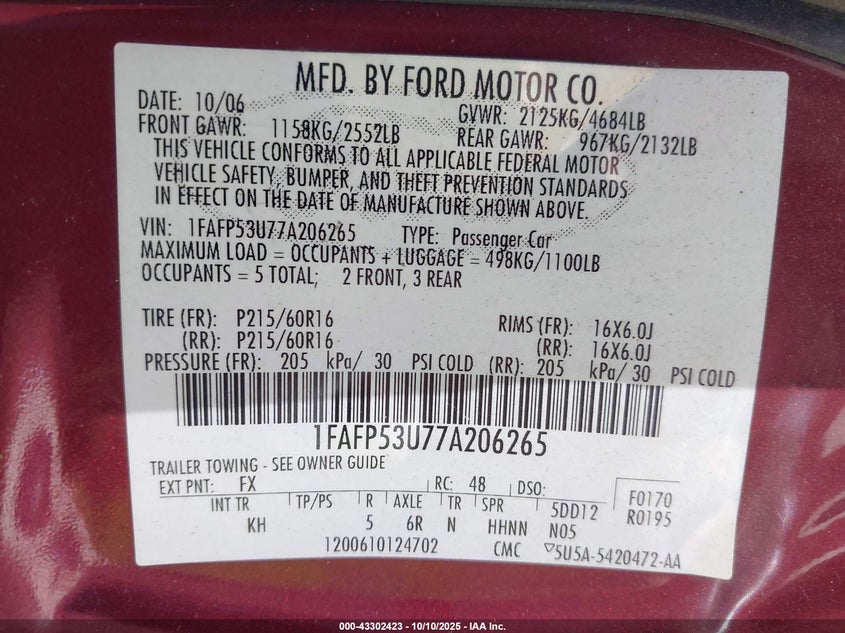 MFD. BY FORD MOTOR CO.
DATE: 10/06 GVWR: 2125KG/4684LB
FRONT GAWR: 1158KG/2552LB REAR GAWR: 967KG/2132LB
THIS VEHICLE CONFORMS TO ALL APPLICABLE FEDERAL MOTOR
VEHICLE SAFETY, BUMPER, AND THEFT PREVENTION STANDARDS
IN EFFECT ON THE DATE OF MANUFACTURE SHOWN ABOVE.
VIN: 1FAFP53U77A206265 TYPE: Passenger Car
MAXIMUM LOAD = OCCUPANTS + LUGGAGE = 498KG/1100LB
OCCUPANTS = 5 TOTAL; 2 FRONT, 3 REAR
TIRE (FR): P215/60R16 RIMS (FR): 16X6.0J
(RR): P215/60R16 (RR): 16X6.0J
PRESSURE (FR): 205 kPa/ 30 PSI COLD (RR): 205 kPa/ 30 PSI COLD
1FAFP53U77A206265
TRAILER TOWING - SEE OWNER GUIDE
EXT PNT: FX RC: 48 DSO:
INT TR TP/PS R AXLE TR SPR 5DD12 F0170
KH 5 6R N HHNN N05 R0195
1200610124702 CMC ▽5U5A-5420472-AA
000-43302423 - 10/10/2025 - IAA Inc.